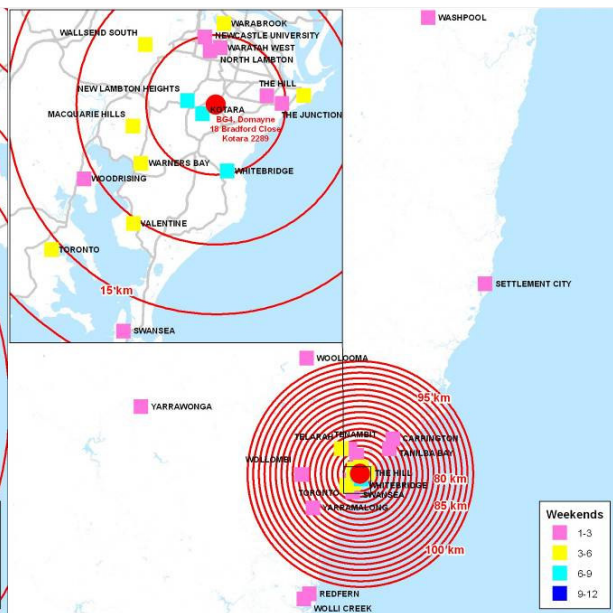 WASHPOOL
WARABROOK
WALLSEND SOUTH
NEWCASTLE UNIVERSITY
WARATAH WEST
NORTH LAMBTON
NEW LAMBTON HEIGHTS
THE HILL
MACQUARIE HILLS
KOTARA
THE JUNCTION
BG4, Domayne
18 Bradford Close
Kotara 2289
WARNERS BAY
WHITEBRIDGE
WOODRISING
VALENTINE
TORONTO
15 km
SETTLEMENT CITY
SWANSEA
WOOLOOMA
YARRAWONGA
95 km
TELARAH
TENAMBIT
CARRINGTON
TANILBA BAY
WOLLOMBI
THE HILL
80 km
WHITEBRIDGE
TORONTO
SWANSEA
YARRAMALONG
85 km
100 km
Weekends
1-3
3-6
6-9
9-12
REDFERN
WOLLI CREEK